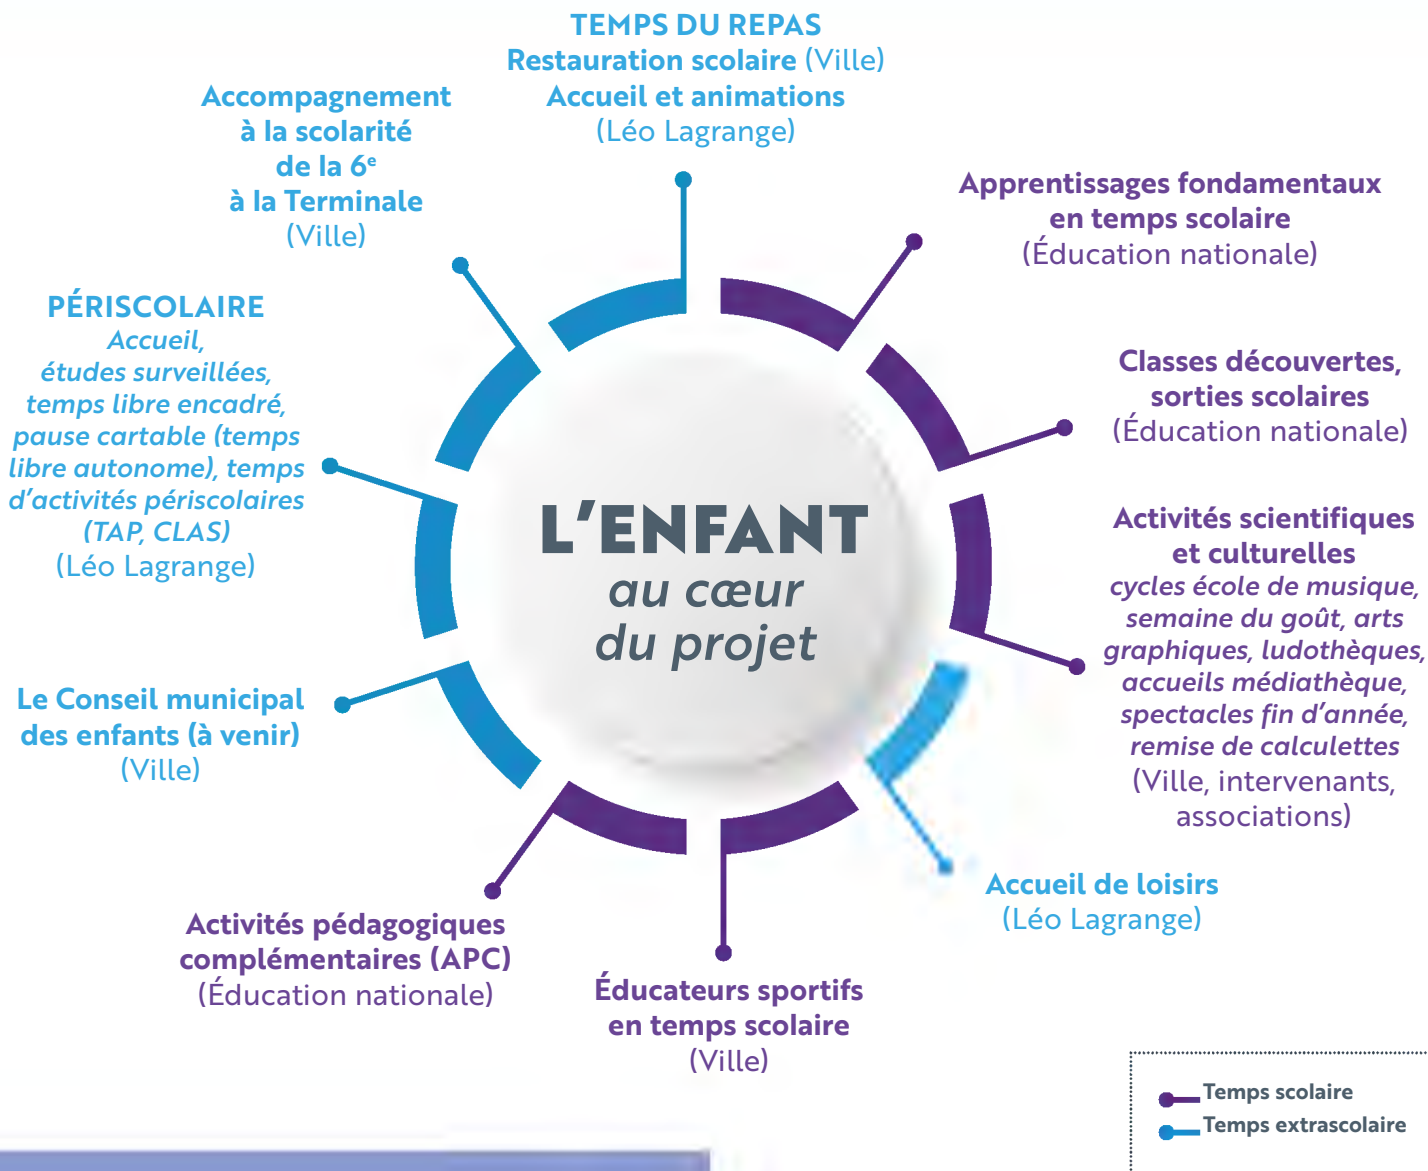 TEMPS DU REPAS
Restauration scolaire (Ville)
Accueil et animations
(Léo Lagrange)
Apprentissages fondamentaux
en temps scolaire
(Éducation nationale)
Classes découvertes,
sorties scolaires
(Éducation nationale)
Activités scientifiques
et culturelles
cycles école de musique,
semaine du goût, arts
graphiques, ludothèques,
accueils médiathèque,
spectacles fin d’année,
remise de calculettes
(Ville, intervenants,
associations)
Accueil de loisirs
(Léo Lagrange)
Éducateurs sportifs
en temps scolaire
(Ville)
Activités pédagogiques
complémentaires (APC)
(Éducation nationale)
Le Conseil municipal
des enfants (à venir)
(Ville)
PÉRISCOLAIRE
Accueil,
études surveillées,
temps libre encadré,
pause cartable (temps
libre autonome), temps
d’activités périscolaires
(TAP, CLAS)
(Léo Lagrange)
Accompagnement
à la scolarité
de la 6e
à la Terminale
(Ville)
L’ENFANT
au cœur
du projet
Temps scolaire
Temps extrascolaire